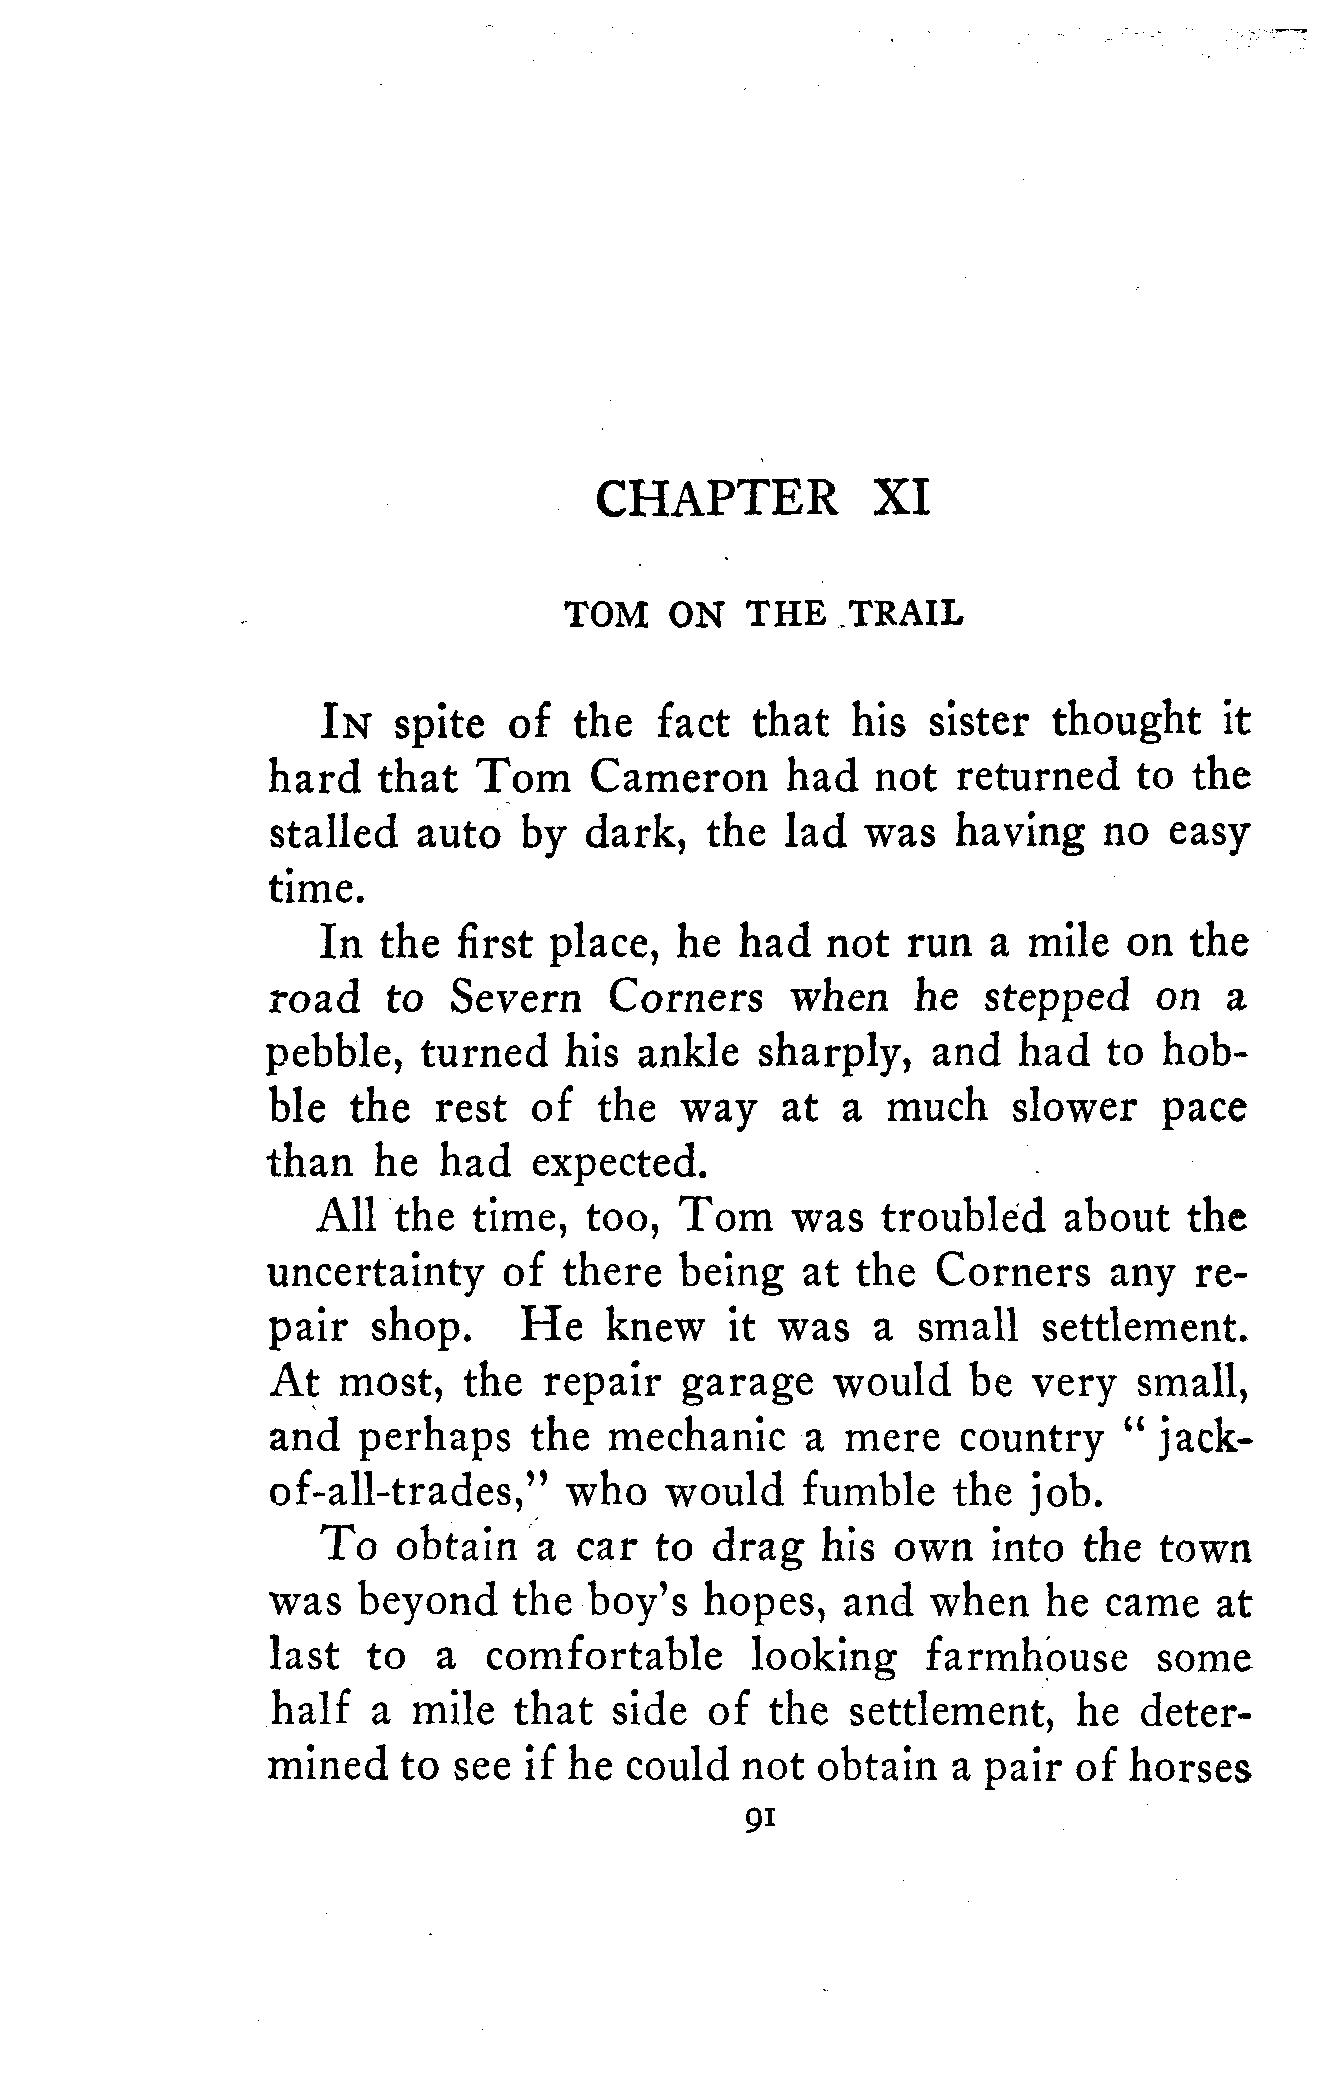 CHAPTER XI
TOM ON THE TRAIL
IN spite of the fact that his sister thought it
hard that Tom Cameron had not returned to the
stalled auto by dark, the lad was having no easy
time.
In the first place, he had not run a mile on the
road to Severn Corners when he stepped on a
pebble, turned his ankle sharply, and had to hob-
ble the rest of the way at a much slower pace
than he had expected.
All the time, too, Tom was troubled about the
uncertainty of there being at the Corners any re-
pair shop. He knew it was a small settlement.
At most, the repair garage would be very small,
and perhaps the mechanic a mere country " jack-
of-all-trades," who would fumble the job.
To obtain a car to drag his own into the town
was beyond the boy's hopes, and when he came at
last to a comfortable looking farmhouse some
half a mile that side of the settlement, he deter-
mined to see if he could not obtain a pair of horses
91